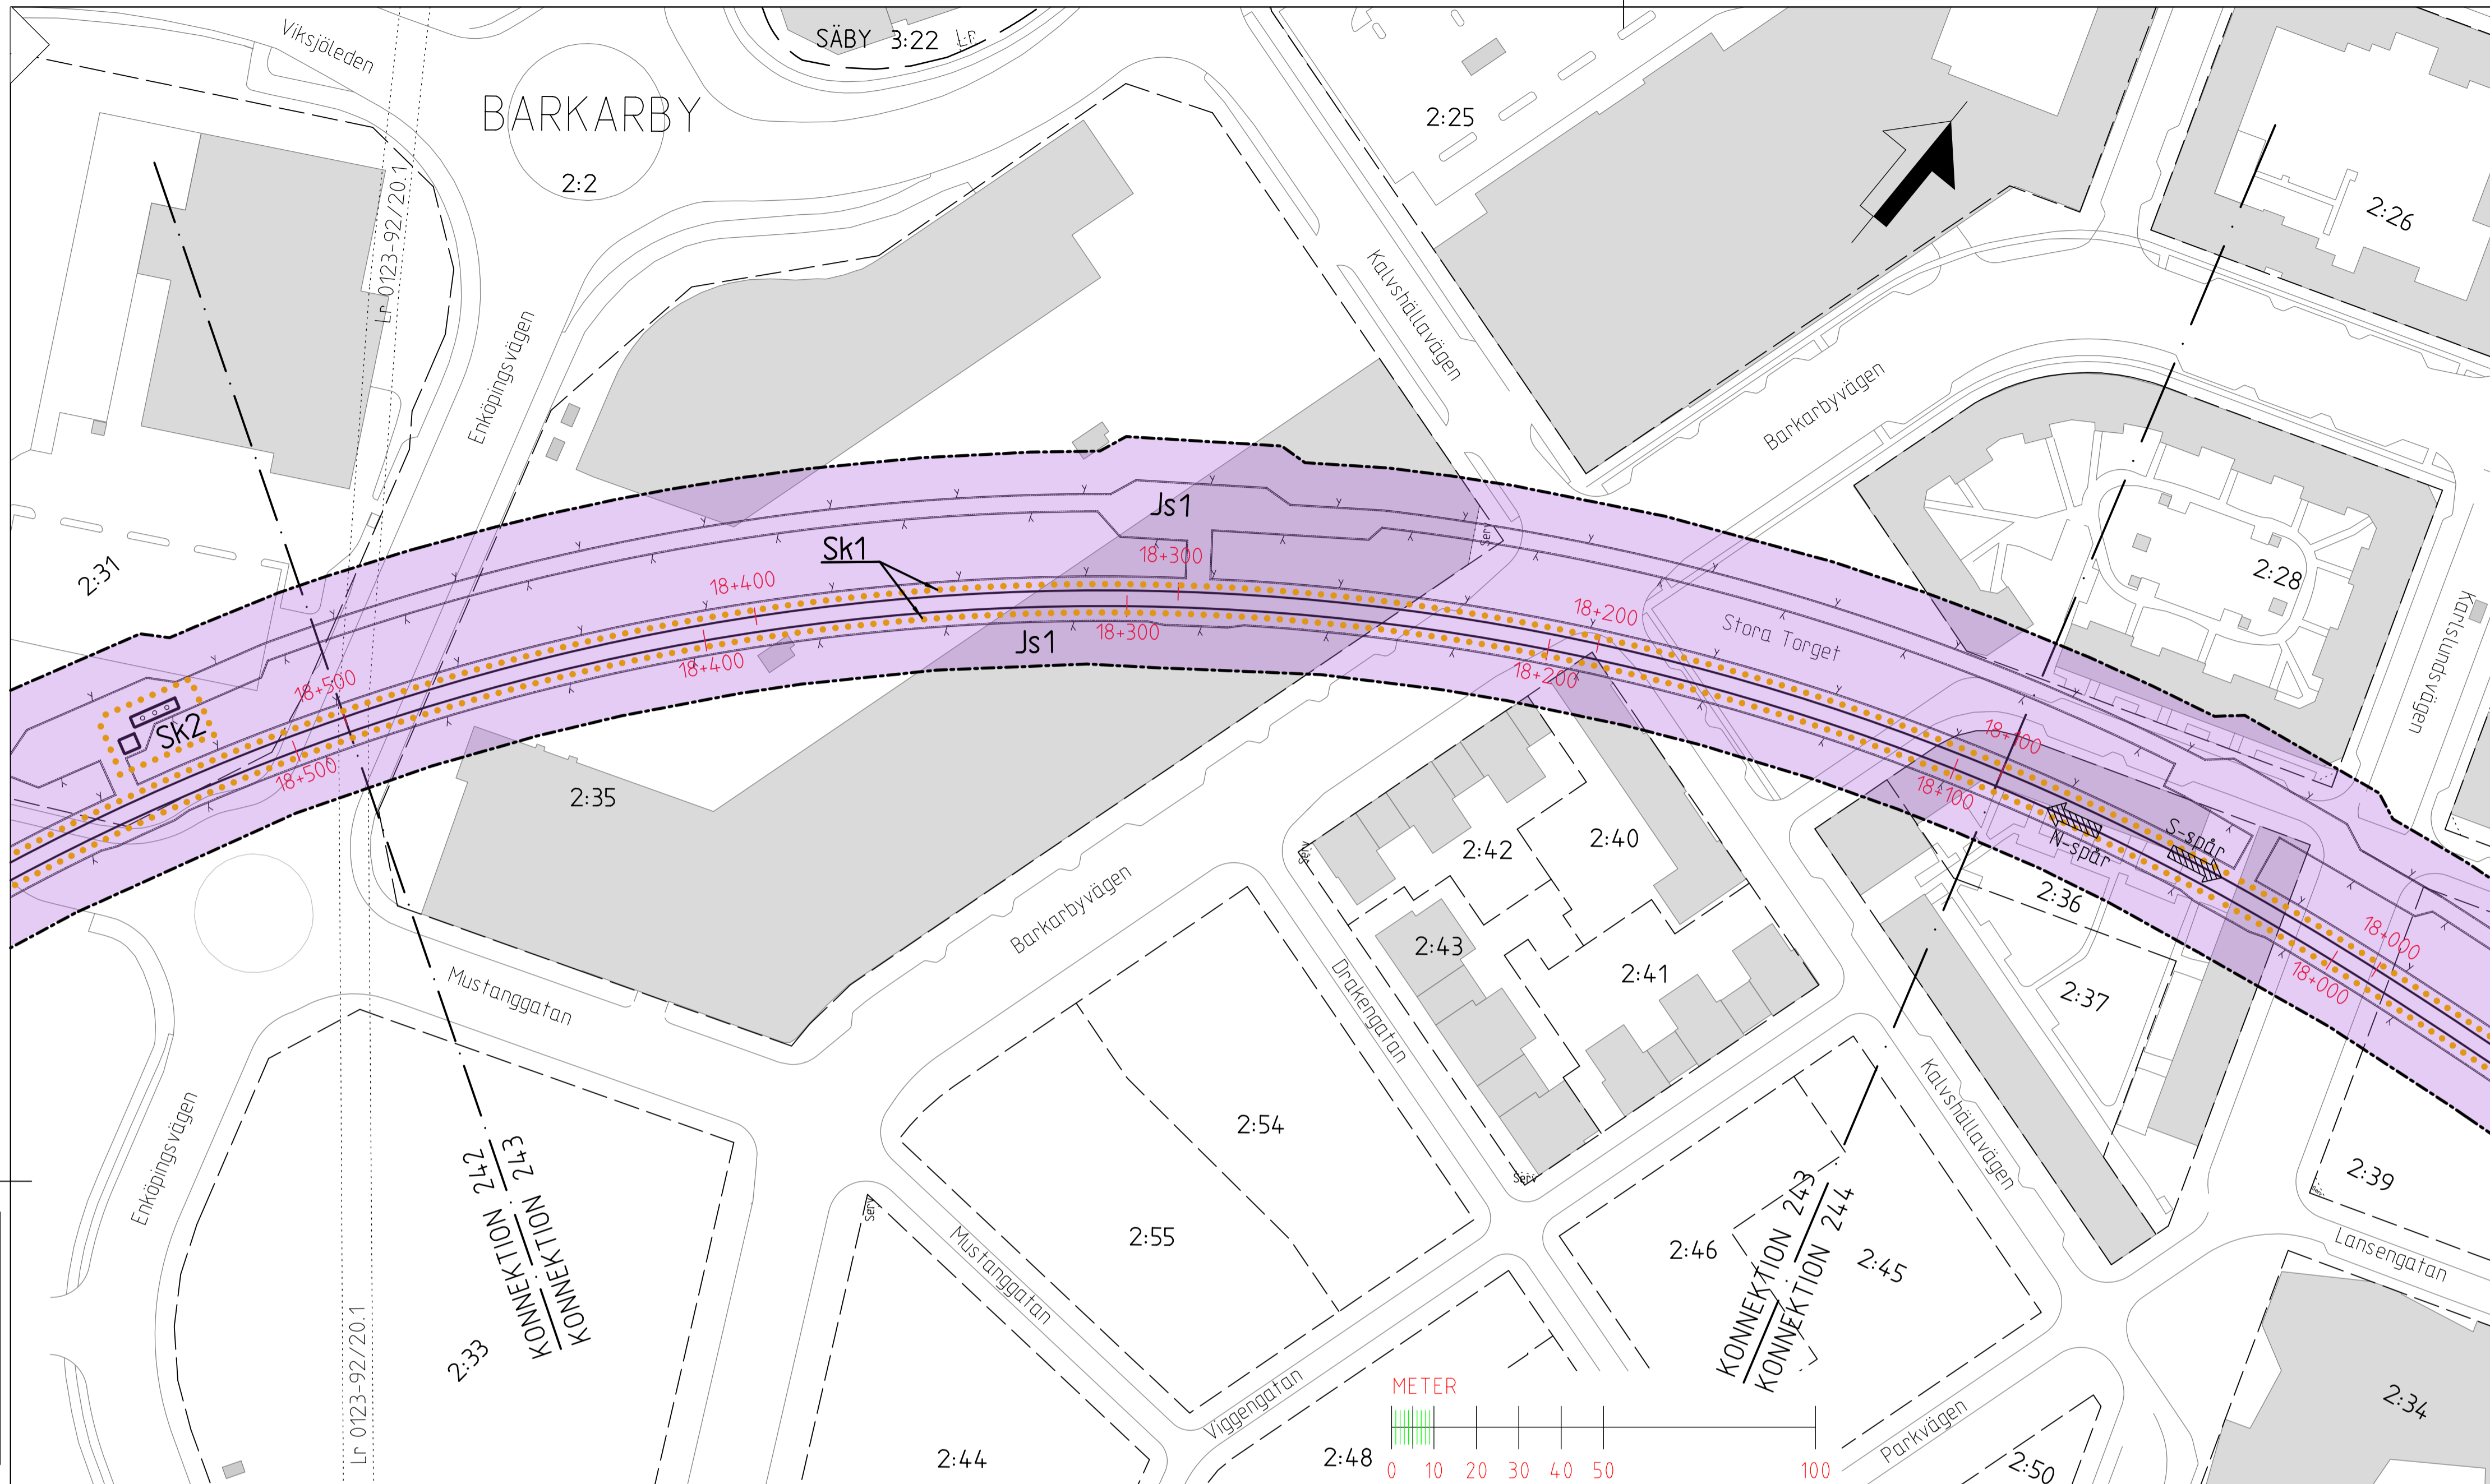 Viksjöleden
SÄBY 3:22 Lr
BARKARBY
2:2
2:25
2:26
Lr 0123-92/20.1
Enköpingsvägen
Kalvshällavägen
Barkarbyvägen
2:28
Karlslundsvägen
2:31
Js1
Serv
Sk1
18+300
18+400
18+200
Stora Torget
18+300
Js1
18+400
18+200
18+500
Sk2
18+500
18+100
18+100
S-spår
N-spår
2:35
2:42
2:40
Serv
2:36
18+000
18+000
Barkarbyvägen
2:43
2:41
2:37
Mustanggatan
Drakengatan
Enköpingsvägen
2:54
Kalvshällavägen
KONNEKTION 242
KONNEKTION 243
Serv
Serv
2:39
2:55
Mustanggatan
2:46
KONNEKTION 243
KONNEKTION 244
2:45
Lansengatan
2:33
Lr 0123-92/20.1
Viggengatan
METER
0 10 20 30 40 50 100
2:44
2:48
Parkvägen
2:34
2:50